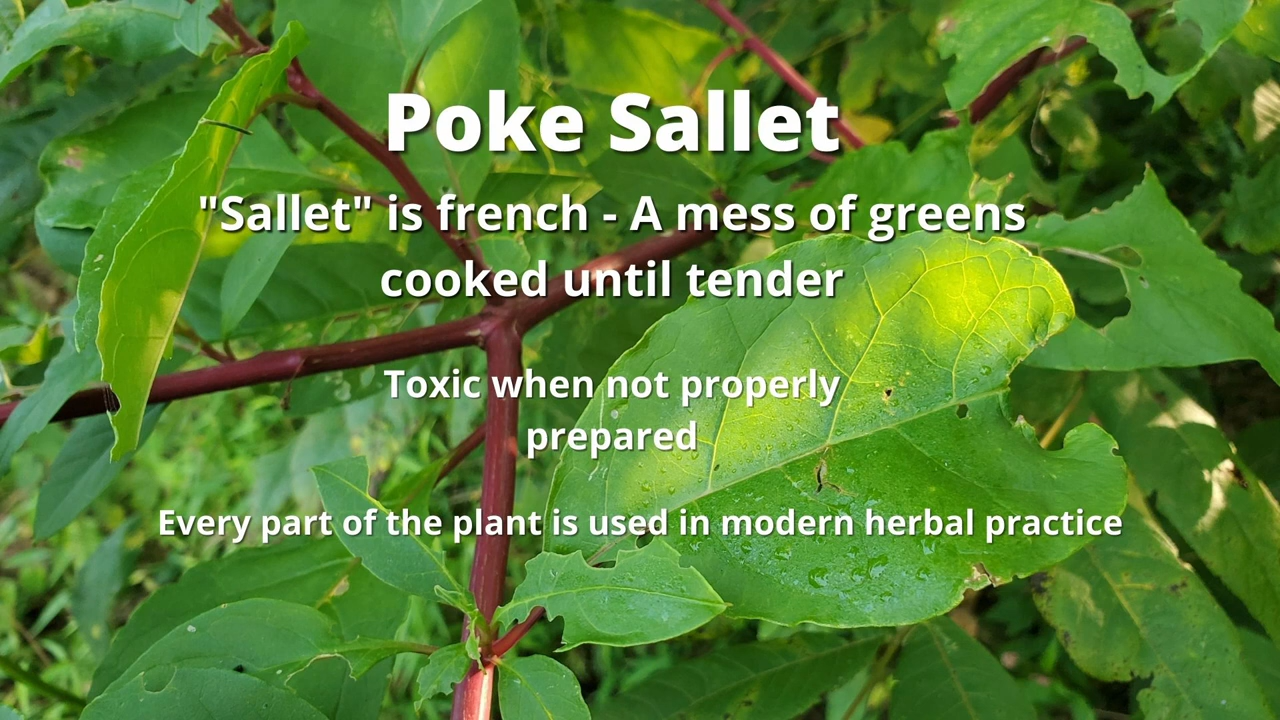 Poke Sallet
"Sallet" is french - A mess of greens
cooked until tender
Toxic when not properly
prepared
Every part of the plant is used in modern herbal practice